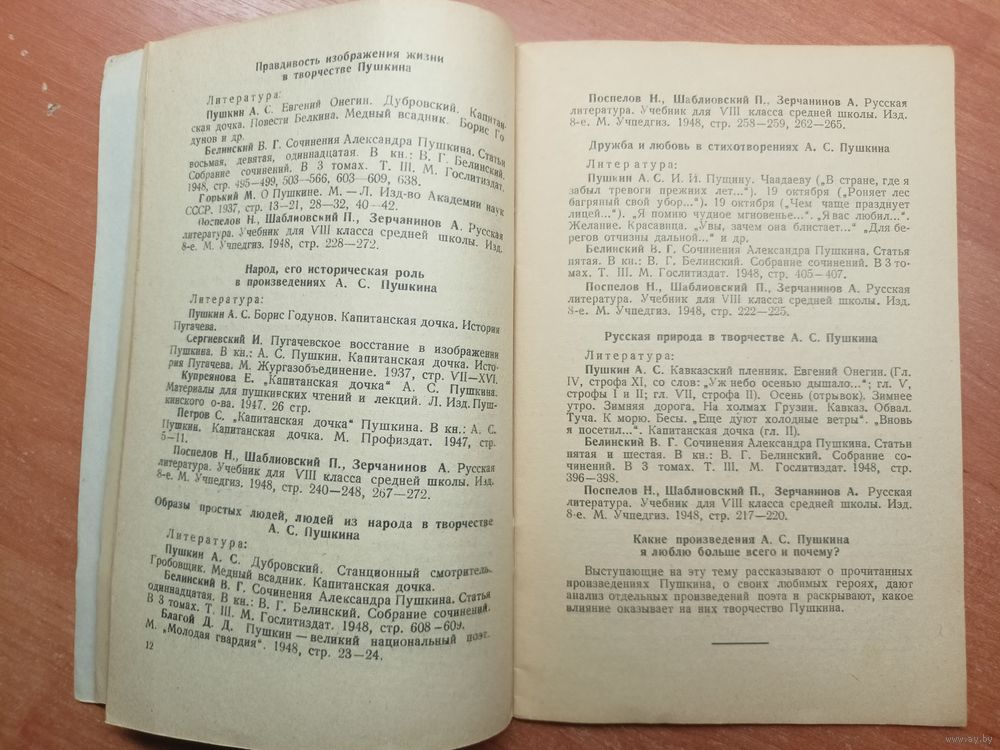 Правдивость изображения жизни
в творчестве Пушкина
Литература:
Пушкин А. С. Евгений Онегин. Дубровский. Капитан-
ская дочка. Повести Белкина. Медный всадник. Борис Го
дунов и др.
Белинский В. Г. Сочинения Александра Пушкина. Статьи
восьмая, девятая, одиннадцатая. В кн.: В. Г. Белинский.
Собрание сочинений. В 3 томах. Т. III. М. Гослитиздат.
1948, стр. 495—499, 503—566, 603—609, 638.
Горький М. О Пушкине. М. — Л. Изд-во Академии наук
СССР. 1937, стр. 13—21, 28—32, 40—42.
Поспелов Н., Шаблиовский П., Зерчанинов А. Русская
литература. Учебник для VIII класса средней школы. Изд.
8-е. М. Учпедгиз. 1948, стр. 228—272.
Народ, его историческая роль
в произведениях А. С. Пушкина
Литература:
Пушкин А. С. Борис Годунов. Капитанская дочка. История
Пугачева.
Сергиевский И. Пугачевское восстание в изображении
Пушкина. В кн.: А. С. Пушкин. Капитанская дочка. Исто-
рия Пугачева. М. Жургазобъединение. 1937, стр. VII—XVI.
Купреянова Е. „Капитанская дочка“ А. С. Пушкина.
Материалы для пушкинских чтений и лекций. Л. Изд. Пуш-
кинского о-ва. 1947. 26 стр.
Петров С. „Капитанская дочка“ Пушкина. В кн.: А. С.
Пушкин. Капитанская дочка. М. Профиздат. 1947, стр.
5—11.
Поспелов Н., Шаблиовский П., Зерчанинов А. Русская
литература. Учебник для VIII класса средней школы. Изд.
8-е. М. Учпедгиз. 1948, стр. 240—248, 267—272.
Образы простых людей, людей из народа в творчестве
А. С. Пушкина
Литература:
Пушкин А. С. Дубровский. Станционный смотритель.
Гробовщик. Медный всадник. Капитанская дочка.
Белинский В. Г. Сочинения Александра Пушкина. Статья
одиннадцатая. В кн.: В. Г. Белинский. Собрание сочинений.
В 3 томах. Т. III. М. Гослитиздат. 1948, стр. 608—609.
Благой Д. Д. Пушкин — великий национальный поэт.
М. „Молодая гвардия“. 1948, стр. 23—24.
12
Поспелов Н., Шаблиовский П., Зерчанинов А. Русская
литература. Учебник для VIII класса средней школы. Изд.
8-е. М. Учпедгиз. 1948, стр. 258—259, 262—265.
Дружба и любовь в стихотворениях А. С. Пушкина
Литература:
Пушкин А. С. И. И. Пущину. Чаадаеву („В стране, где я
забыл тревоги прежних лет...“). 19 октября („Роняет лес
багряный свой убор...“). 19 октября („Чем чаще празднует
лицей...“). „Я помню чудное мгновенье...“. „Я вас любил...“.
Желание. Красавица. „Увы, зачем она блистает...“ „Для бе-
регов отчизны дальной...“ и др.
Белинский В. Г. Сочинения Александра Пушкина. Статья
пятая. В кн.: В. Г. Белинский. Собрание сочинений. В 3 то-
мах. Т. III. М. Гослитиздат. 1948, стр. 405—407.
Поспелов Н., Шаблиовский П., Зерчанинов А. Русская
литература. Учебник для VIII класса средней школы. Изд.
8-е. М. Учпедгиз. 1948, стр. 222—225.
Русская природа в творчестве А. С. Пушкина
Литература:
Пушкин А. С. Кавказский пленник. Евгений Онегин. (Гл.
IV, строфа XI, со слов: „Уж небо осенью дышало...“; гл. V,
строфы I и II; гл. VII, строфа II). Осень (отрывок). Зимнее
утро. Зимняя дорога. На холмах Грузии. Кавказ. Обвал.
Туча. К морю. Бесы. „Еще дуют холодные ветры“. „Вновь
я посетил...“. Капитанская дочка (гл. II).
Белинский В. Г. Сочинения Александра Пушкина. Статьи
пятая и шестая. В кн.: В. Г. Белинский. Собрание со-
чинений. В 3 томах. Т. III. М. Гослитиздат. 1948, стр.
396—398.
Поспелов Н., Шаблиовский П., Зерчанинов А. Русская
литература. Учебник для VIII класса средней школы. Изд.
8-е. М. Учпедгиз. 1948, стр. 217—220.
Какие произведения А. С. Пушкина
я люблю больше всего и почему?
Выступающие на эту тему рассказывают о прочитанных
произведениях Пушкина, о своих любимых героях, дают
анализ отдельных произведений поэта и раскрывают, какое
влияние оказывает на них творчество Пушкина.
www.ay.by